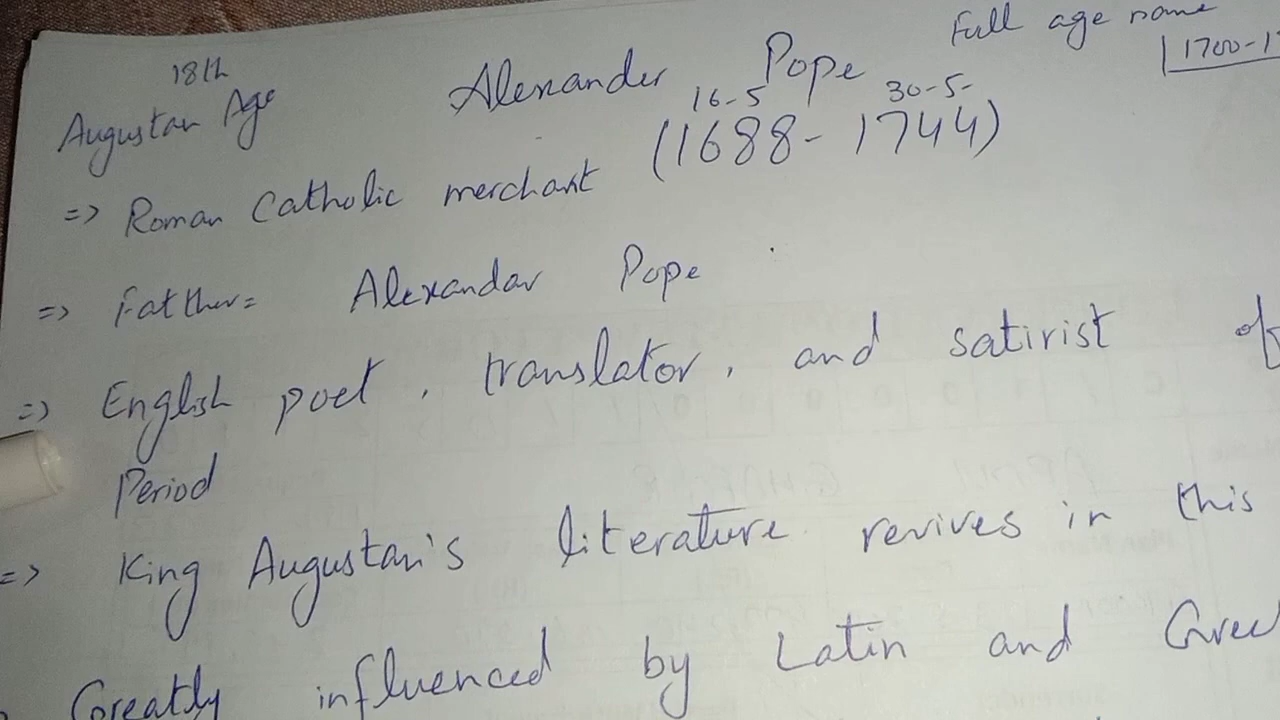 Full age name
18th
Alexander Pope
1700-1
Augustan Age
16-5 30-5-
(1688-1744)
=> Roman Catholic merchant
=> Fatther= Alexandar Pope
=> English poet, translator, and satirist of
Period
=> King Augustan's literature revives in this
Greatly influenced by Latin and Gree